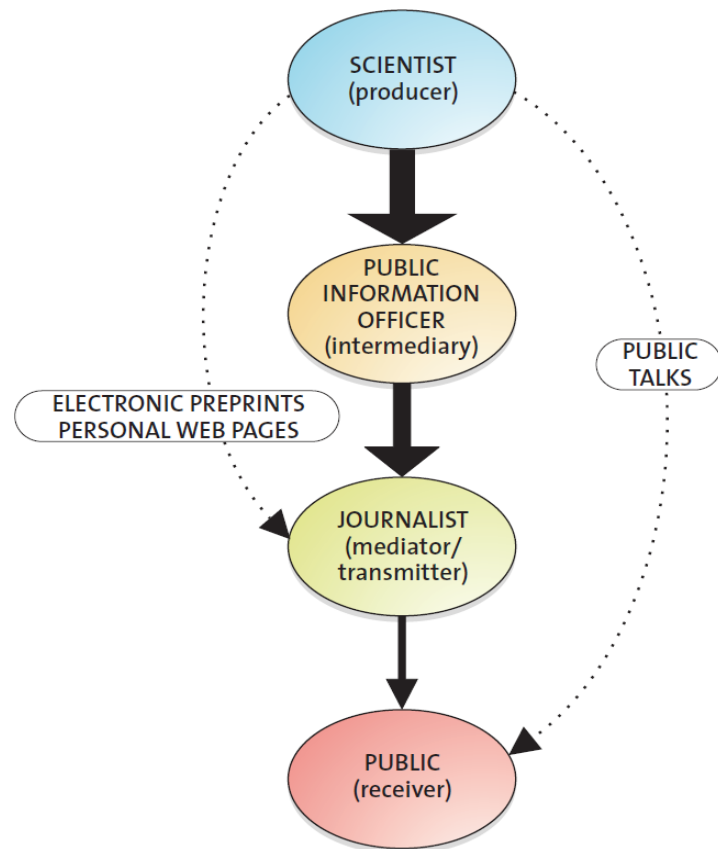 SCIENTIST
(producer)
PUBLIC
INFORMATION
OFFICER
(intermediary)
PUBLIC
TALKS
ELECTRONIC PREPRINTS
PERSONAL WEB PAGES
JOURNALIST
(mediator/
transmitter)
PUBLIC
(receiver)